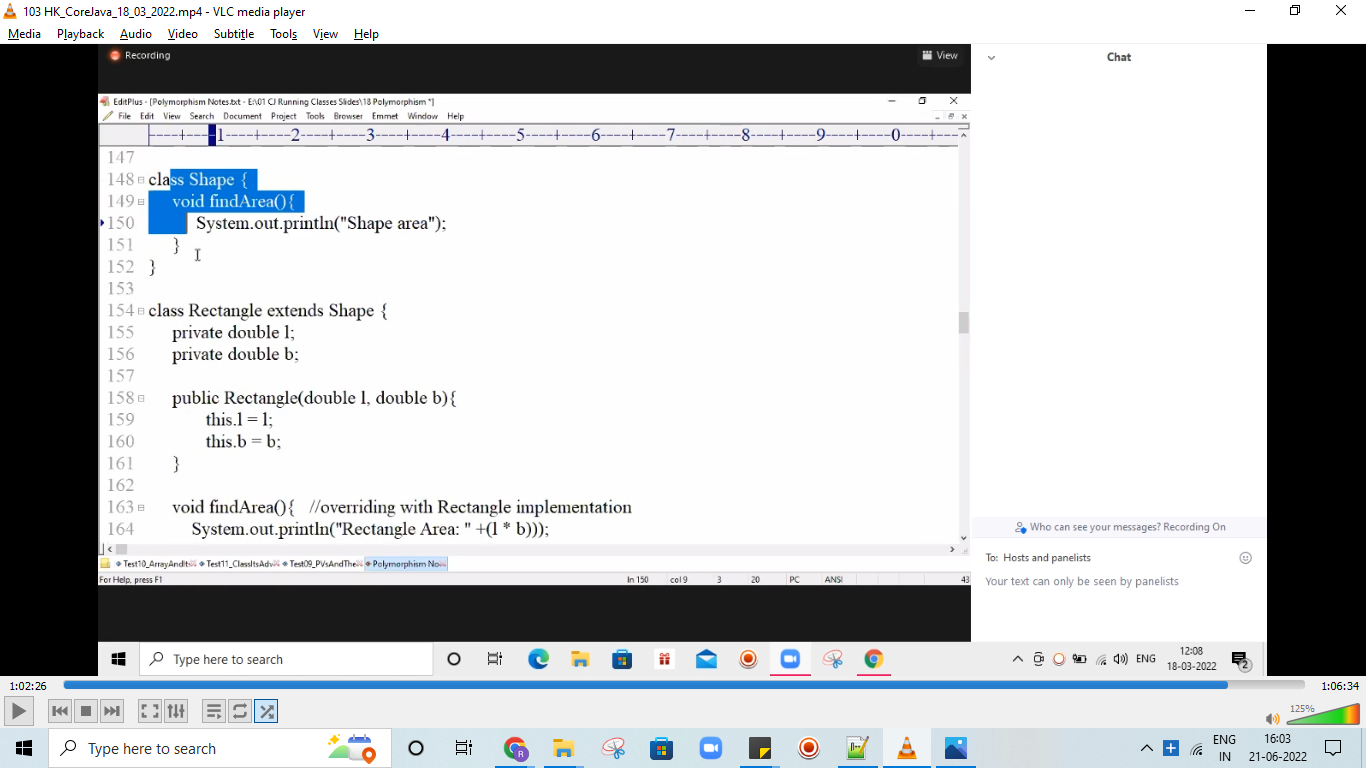 103 HK_CoreJava_18_03_2022.mp4 - VLC media player
Media Playback Audio Video Subtitle Tools View Help
Recording
View
Chat
EditPlus - [Polymorphism Notes.txt - E:\01 CJ Running Classes Slides\18 Polymorphism *]
File Edit View Search Document Project Tools Browser Emmet Window Help
----+----1----+----2----+----3----+----4----+----5----+----6----+----7----+----8----+----9----+----0----+---
147
148 class Shape {
149 void findArea(){
150 System.out.println("Shape area");
151 }
152 }
153
154 class Rectangle extends Shape {
155 private double l;
156 private double b;
157
158 public Rectangle(double l, double b){
159 this.l = l;
160 this.b = b;
161 }
162
163 void findArea(){ //overriding with Rectangle implementation
164 System.out.println("Rectangle Area: " +(l * b)));
Test10_ArrayAndIts Test11_ClassItsAdv Test09_PVsAndThe Polymorphism No
For Help, press F1 ln 150 col 9 3 20 PC ANSI 43
Who can see your messages? Recording On
To: Hosts and panelists
Your text can only be seen by panelists
Type here to search
ENG
12:08
18-03-2022
2
1:02:26
1:06:34
125%
Type here to search
ENG
IN
16:03
21-06-2022